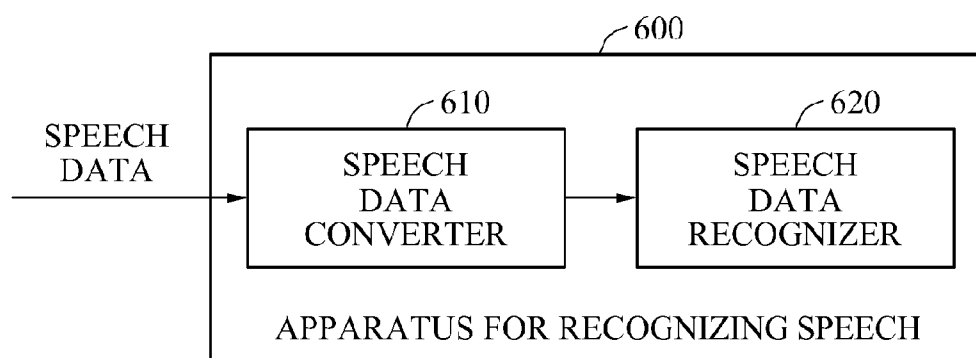 600
610
620
SPEECH
DATA
SPEECH
DATA
CONVERTER
SPEECH
DATA
RECOGNIZER
APPARATUS FOR RECOGNIZING SPEECH